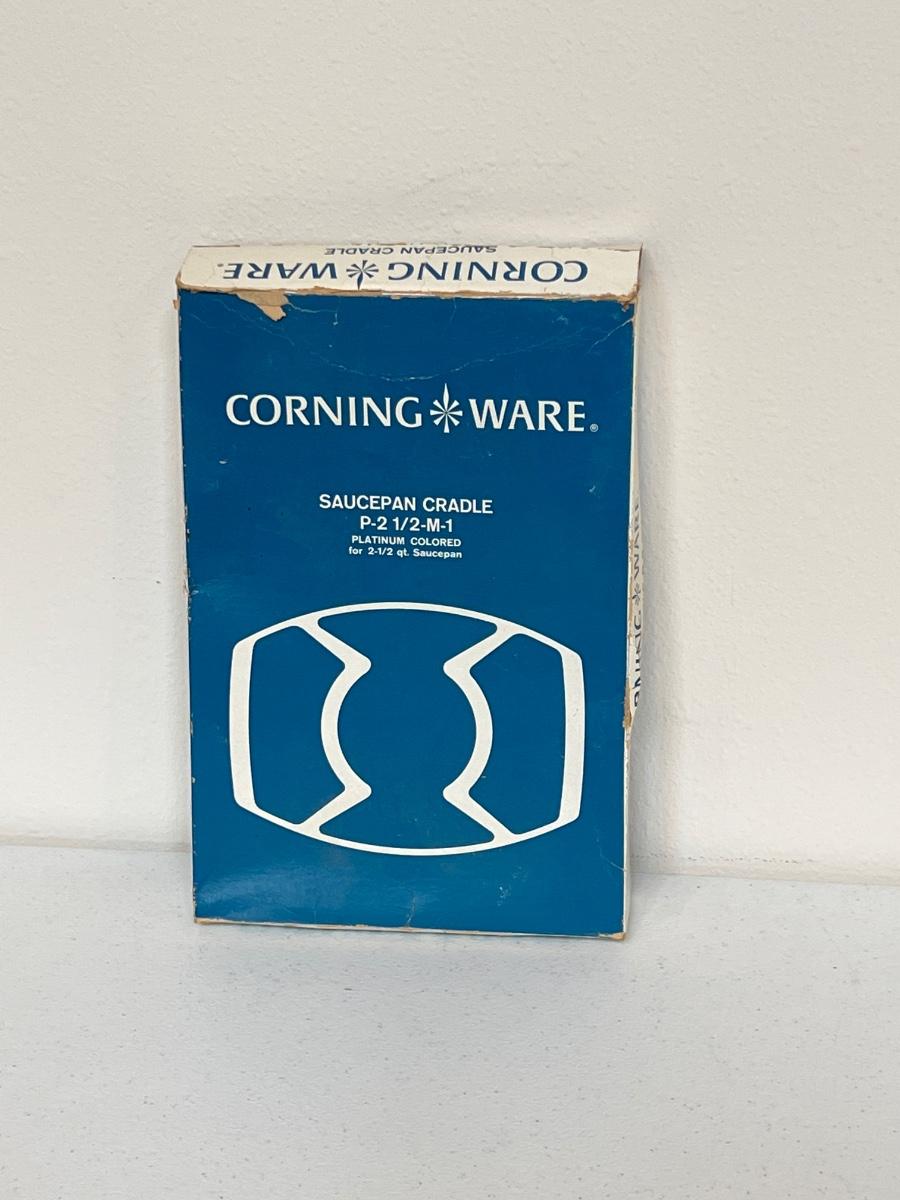 SAUCEPAN CRADLE
CORNING WARE®
CORNING WARE®
SAUCEPAN CRADLE
P-2 1/2-M-1
PLATINUM COLORED
for 2-1/2 qt. Saucepan
WARE